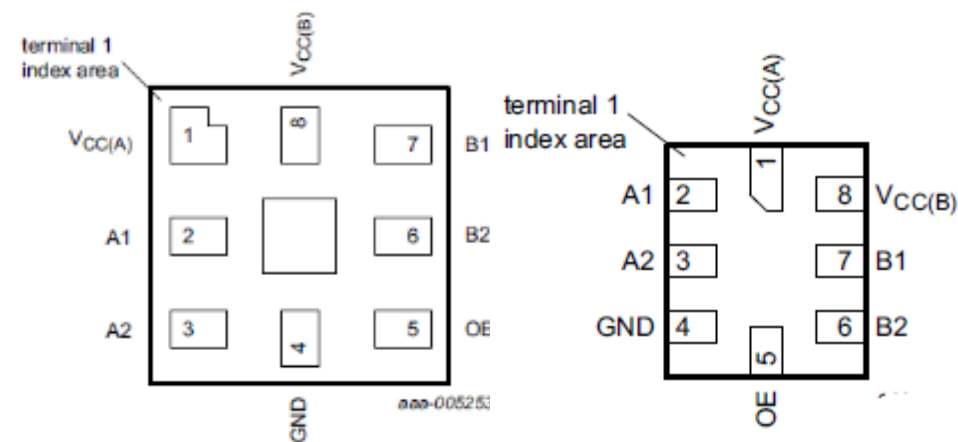 terminal 1
index area
VCC(B)
VCC(A)
1
8
7
B1
A1
2
6
B2
A2
3
4
5
OE
GND
aaa-005253
terminal 1
index area
VCC(A)
1
A1
2
8
VCC(B)
A2
3
7
B1
GND
4
6
B2
5
OE